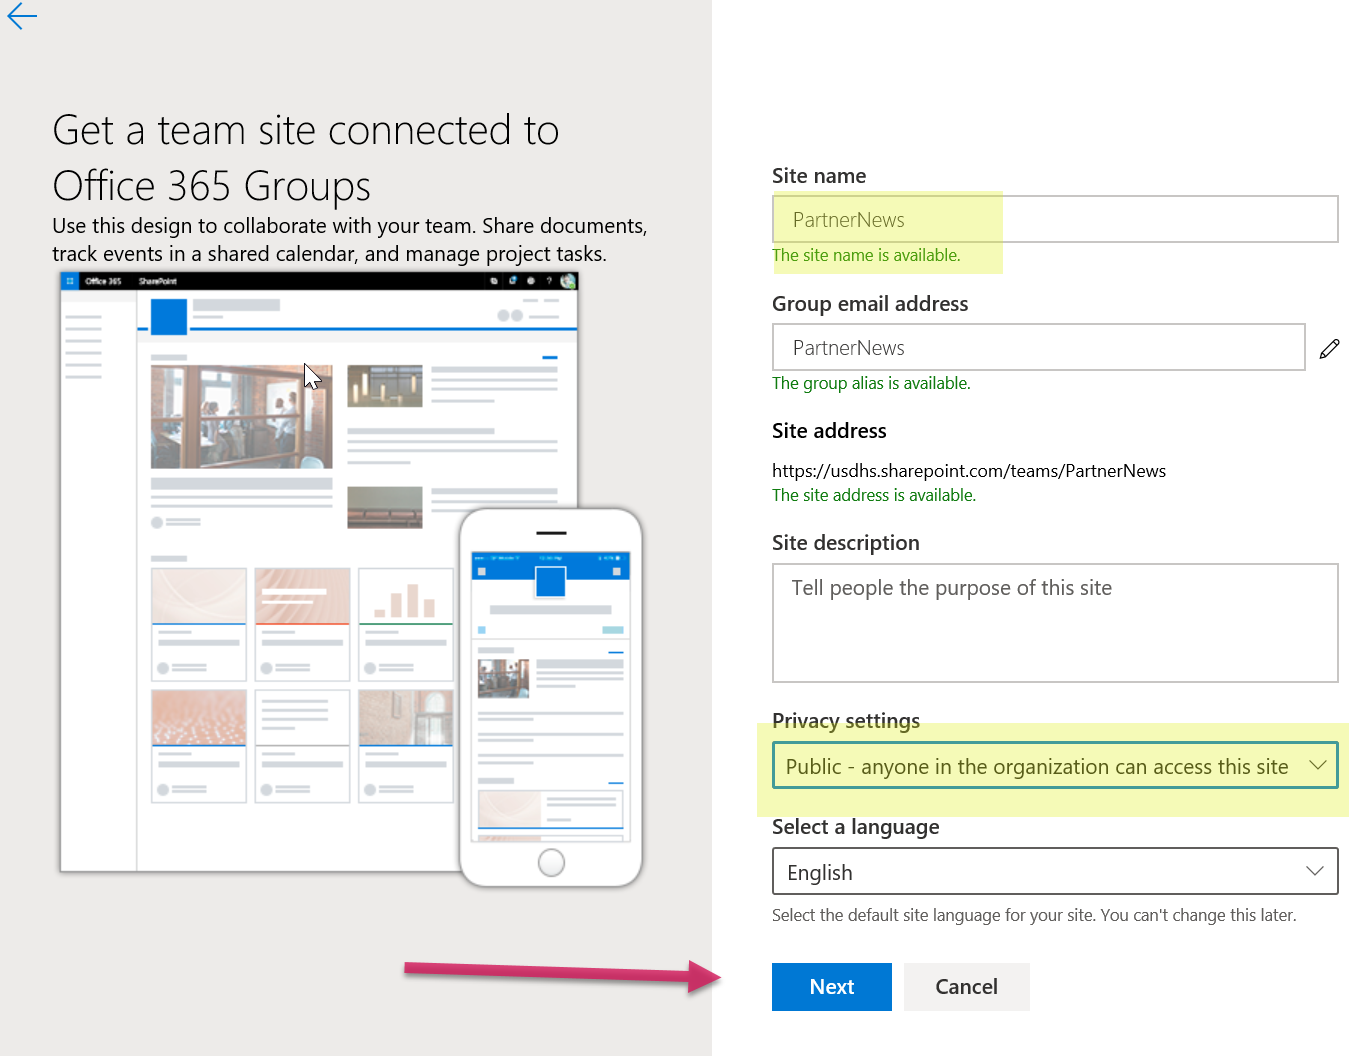 Get a team site connected to
Office 365 Groups
Use this design to collaborate with your team. Share documents,
track events in a shared calendar, and manage project tasks.
Office 365 SharePoint ?
Site name
PartnerNews
The site name is available.
Group email address
PartnerNews
The group alias is available.
Site address
https://usdhs.sharepoint.com/teams/PartnerNews
The site address is available.
Site description
Tell people the purpose of this site
Privacy settings
Public - anyone in the organization can access this site
Select a language
English
Select the default site language for your site. You can't change this later.
Next Cancel